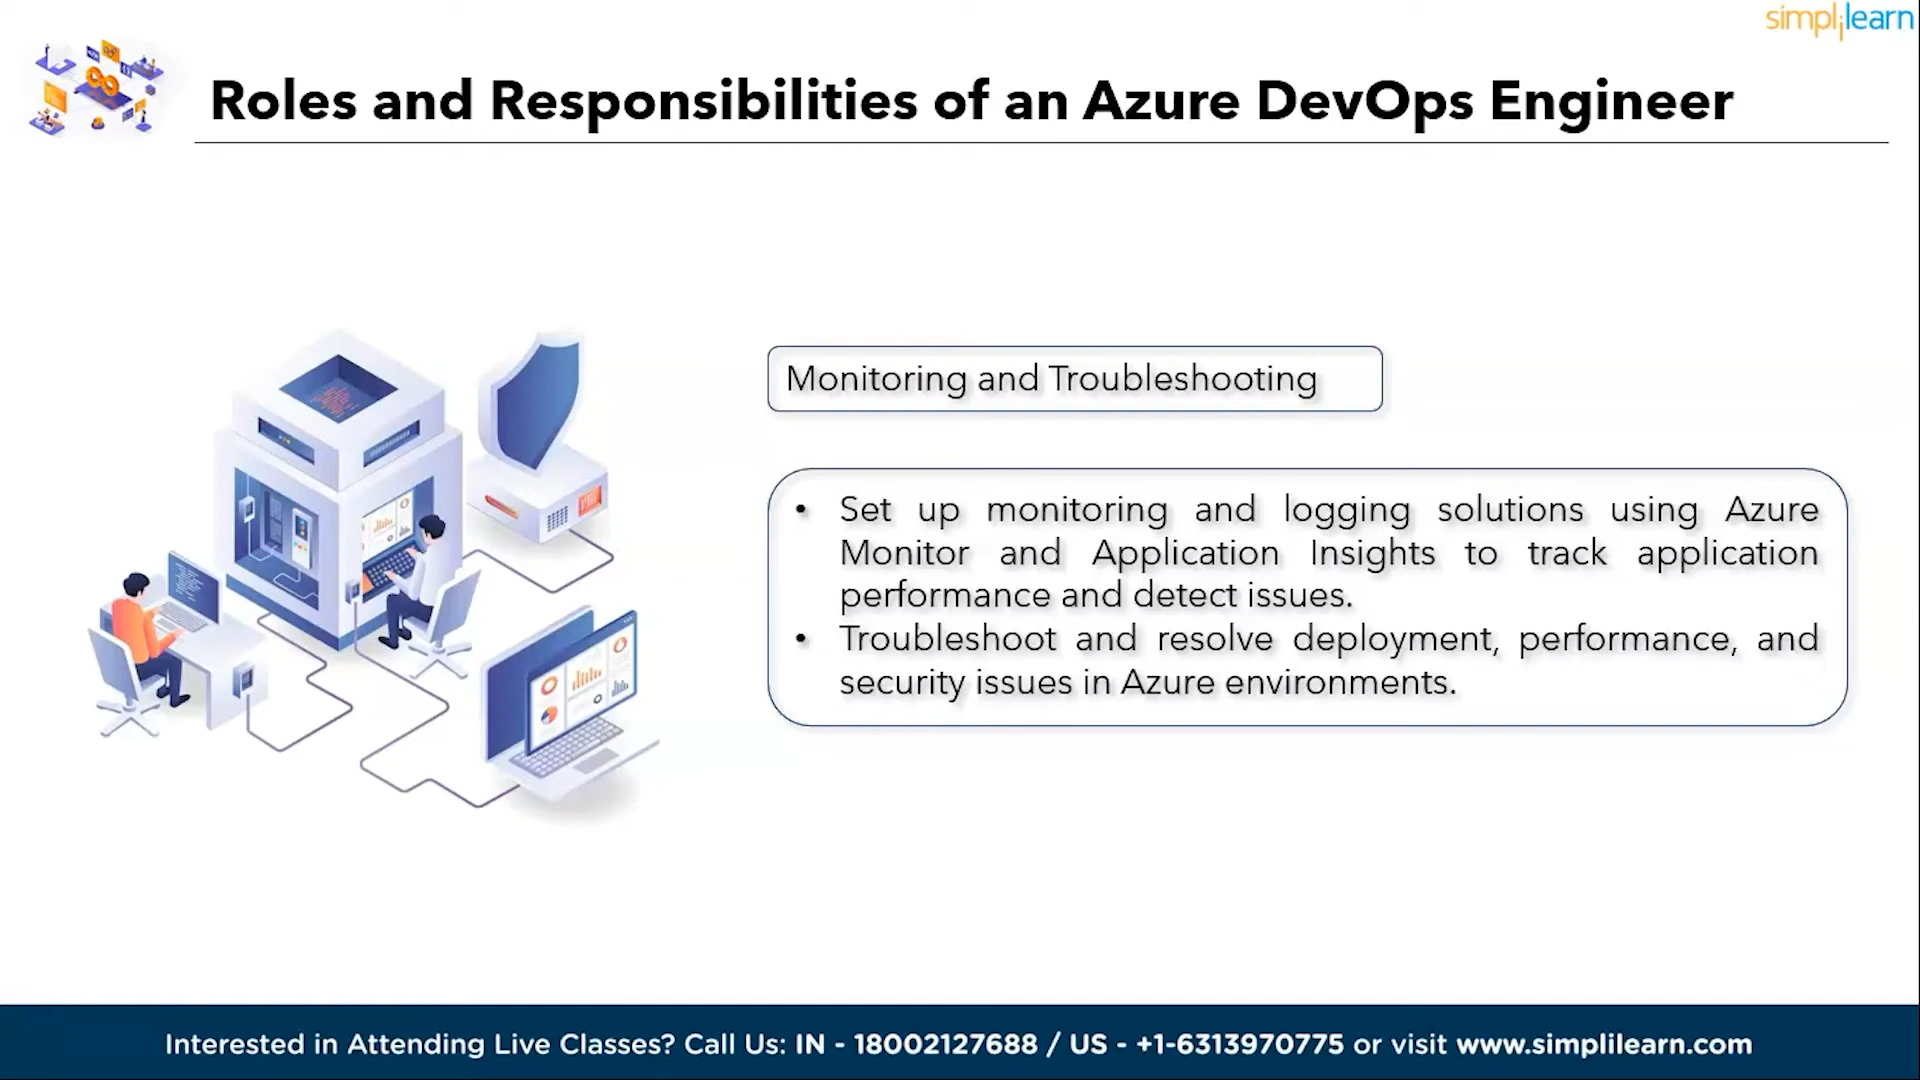 simplilearn
Roles and Responsibilities of an Azure DevOps Engineer
Monitoring and Troubleshooting
• Set up monitoring and logging solutions using Azure
Monitor and Application Insights to track application
performance and detect issues.
• Troubleshoot and resolve deployment, performance, and
security issues in Azure environments.
Interested in Attending Live Classes? Call Us: IN - 18002127688 / US - +1-6313970775 or visit www.simplilearn.com